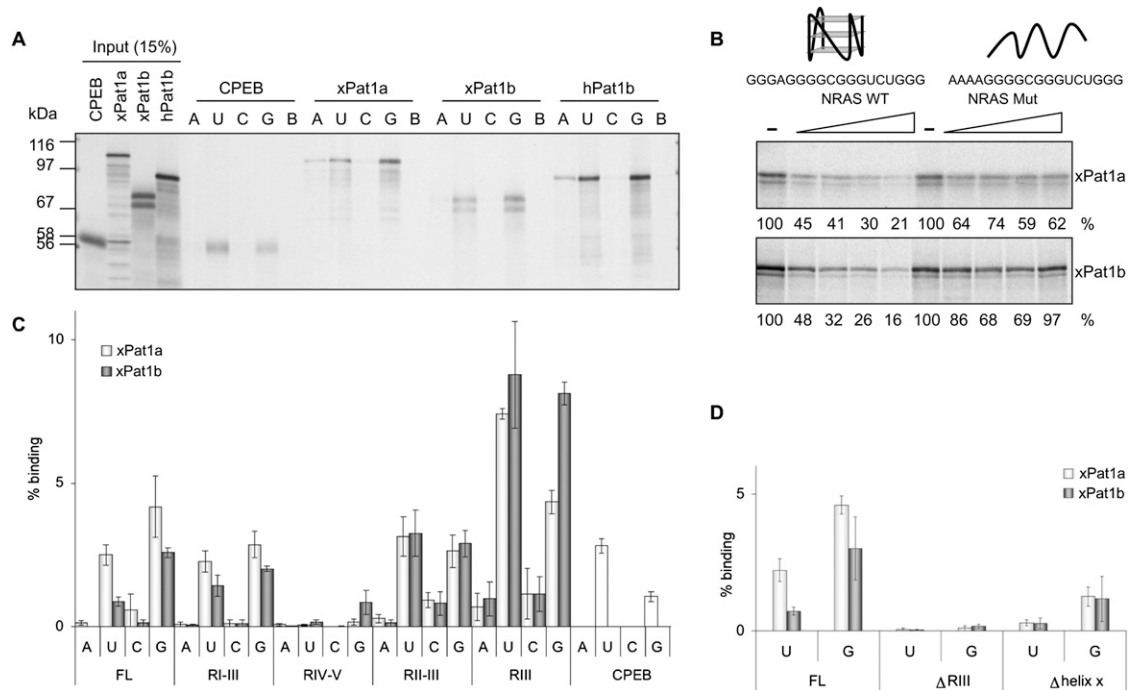 A
Input (15%)
CPEB xPat1a xPat1b hPat1b
CPEB xPat1a xPat1b hPat1b
kDa
A U C G B A U C G B A U C G B A U C G B
116
97
67
58
56
B
GGGAGGGGCGGGUCUGGG AAAAGGGGCGGGUCUGGG
NRAS WT NRAS Mut
– –
xPat1a
100 45 41 30 21 100 64 74 59 62 %
xPat1b
100 48 32 26 16 100 86 68 69 97 %
C
xPat1a
xPat1b
% binding
10
5
0
A U C G A U C G A U C G A U C G A U C G A U C G
FL RI-III RIV-V RII-III RIII CPEB
D
xPat1a
xPat1b
% binding
5
0
U G U G U G
FL ΔRIII Δhelix x